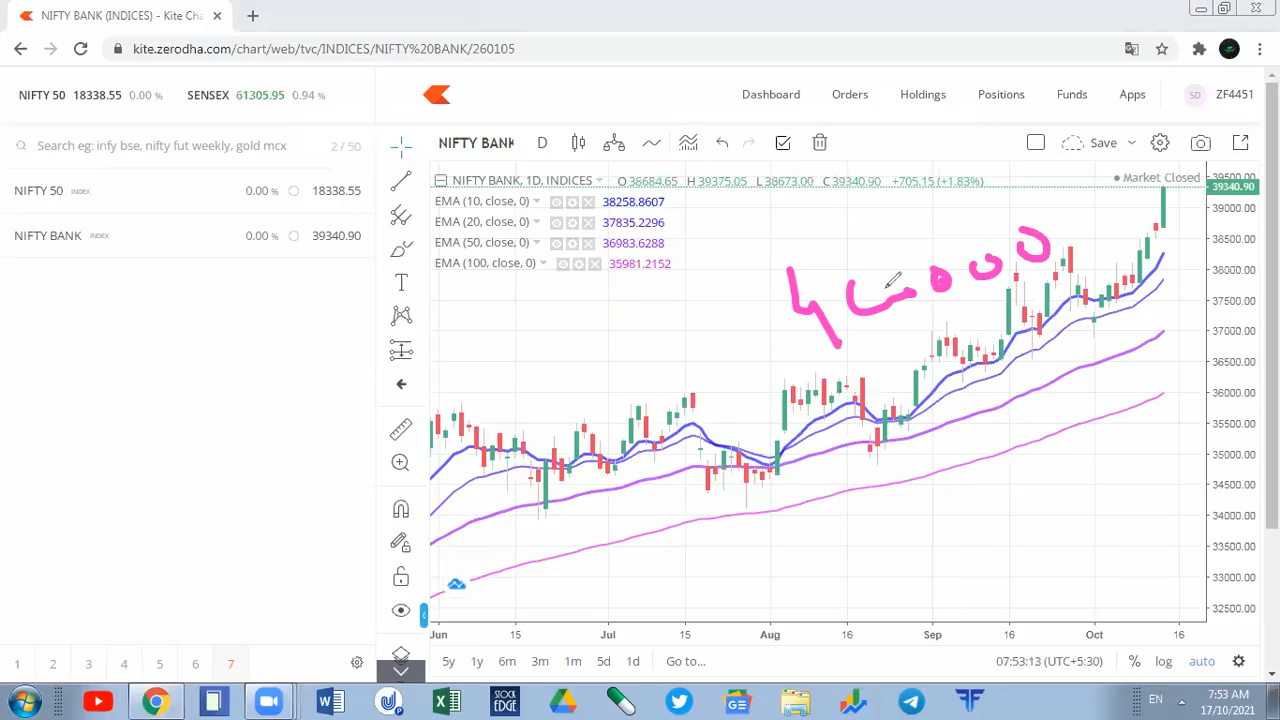 NIFTY BANK (INDICES) - Kite Cha
kite.zerodha.com/chart/web/tvc/INDICES/NIFTY%20BANK/260105
NIFTY 50 18338.55 0.00 % SENSEX 61305.95 0.94 %
Dashboard Orders Holdings Positions Funds Apps SD ZF4451
Search eg: infy bse, nifty fut weekly, gold mcx 2 / 50
NIFTY BANK D Save
NIFTY 50 INDEX 0.00 % 18338.55
NIFTY BANK INDEX 0.00 % 39340.90
NIFTY BANK, 1D, INDICES O 38684.65 H 39375.05 L 38673.00 C 39340.90 +705.15 (+1.83%)
Market Closed
EMA (10, close, 0) 38258.8607
EMA (20, close, 0) 37835.2296
EMA (50, close, 0) 36983.6288
EMA (100, close, 0) 35981.2152
39500.00
39340.90
39000.00
38500.00
38000.00
37500.00
37000.00
36500.00
36000.00
35500.00
35000.00
34500.00
34000.00
33500.00
33000.00
32500.00
Jun 15 Jul 15 Aug 16 Sep 16 Oct 16
5y 1y 6m 3m 1m 5d 1d Go to... 07:53:13 (UTC+5:30) % log auto
1 2 3 4 5 6 7
STOCK EDGE
EN 7:53 AM
17/10/2021